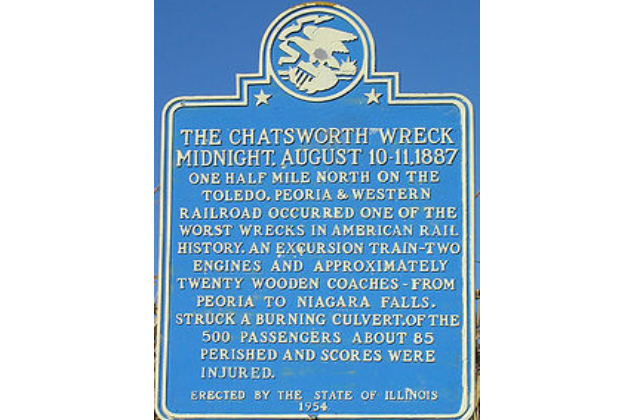 THE CHATSWORTH WRECK
MIDNIGHT, AUGUST 10-11, 1887
ONE HALF MILE NORTH ON THE
TOLEDO, PEORIA & WESTERN
RAILROAD OCCURRED ONE OF THE
WORST WRECKS IN AMERICAN RAIL
HISTORY. AN EXCURSION TRAIN-TWO
ENGINES AND APPROXIMATELY
TWENTY WOODEN COACHES - FROM
PEORIA TO NIAGARA FALLS,
STRUCK A BURNING CULVERT. OF THE
500 PASSENGERS ABOUT 85
PERISHED AND SCORES WERE
INJURED.
ERECTED BY THE STATE OF ILLINOIS
1954